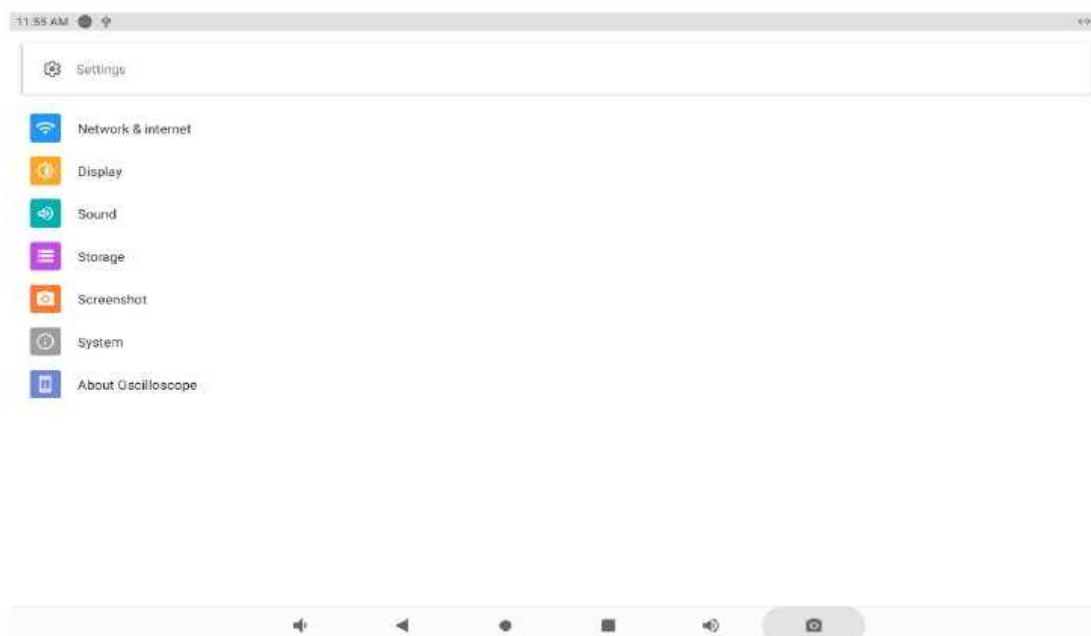 11:55 AM
Settings
Network & internet
Display
Sound
Storage
Screenshot
System
About Oscilloscope